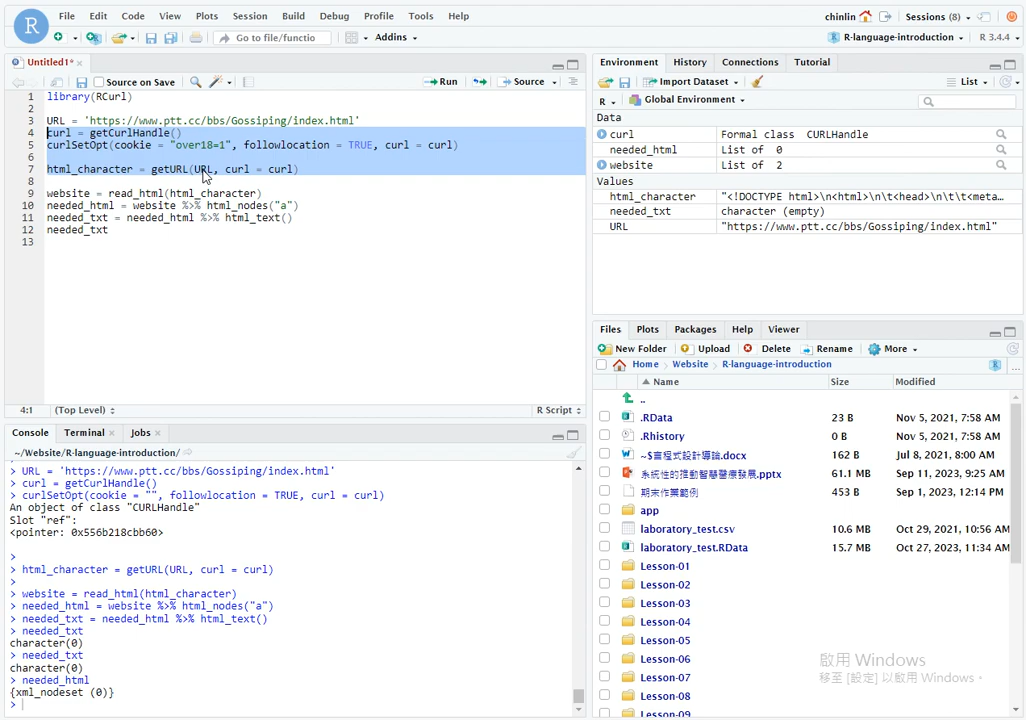 R File Edit Code View Plots Session Build Debug Profile Tools Help chinlin Sessions (8)
Go to file/functio Addins R-language-introduction R 3.4.4
Untitled1* ×
Source on Save Run Source
1 library(RCurl)
2
3 URL = 'https://www.ptt.cc/bbs/Gossiping/index.html'
4 curl = getCurlHandle()
5 curlSetOpt(cookie = "over18=1", followlocation = TRUE, curl = curl)
6
7 html_character = getURL(URL, curl = curl)
8
9 website = read_html(html_character)
10 needed_html = website %>% html_nodes("a")
11 needed_txt = needed_html %>% html_text()
12 needed_txt
13
4:1 (Top Level) R Script
Console Terminal × Jobs ×
~/Website/R-language-introduction/
> URL = 'https://www.ptt.cc/bbs/Gossiping/index.html'
> curl = getCurlHandle()
> curlSetOpt(cookie = "", followlocation = TRUE, curl = curl)
An object of class "CURLHandle"
Slot "ref":
<pointer: 0x556b218cbb60>
>
> html_character = getURL(URL, curl = curl)
>
> website = read_html(html_character)
> needed_html = website %>% html_nodes("a")
> needed_txt = needed_html %>% html_text()
> needed_txt
character(0)
> needed_txt
character(0)
> needed_html
{xml_nodeset (0)}
>
Environment History Connections Tutorial
Import Dataset List
R Global Environment
Data
curl Formal class CURLHandle
needed_html List of 0
website List of 2
Values
html_character "<!DOCTYPE html>\n<html>\n\t<head>\n\t\t<meta…
needed_txt character (empty)
URL "https://www.ptt.cc/bbs/Gossiping/index.html"
Files Plots Packages Help Viewer
New Folder Upload Delete Rename More
Home Website R-language-introduction ...
Name Size Modified
..
.RData 23 B Nov 5, 2021, 7:58 AM
.Rhistory 0 B Nov 5, 2021, 7:58 AM
~$言程式設計導論.docx 162 B Jul 8, 2021, 8:00 AM
系統性的推動智慧醫療發展.pptx 61.1 MB Sep 11, 2023, 9:25 AM
期末作業範例 453 B Sep 1, 2023, 12:14 PM
app
laboratory_test.csv 10.6 MB Oct 29, 2021, 10:56 AM
laboratory_test.RData 15.7 MB Oct 27, 2023, 11:34 AM
Lesson-01
Lesson-02
Lesson-03
Lesson-04
Lesson-05
Lesson-06
Lesson-07
Lesson-08
Lesson-09
啟用 Windows
移至 [設定] 以啟用 Windows。